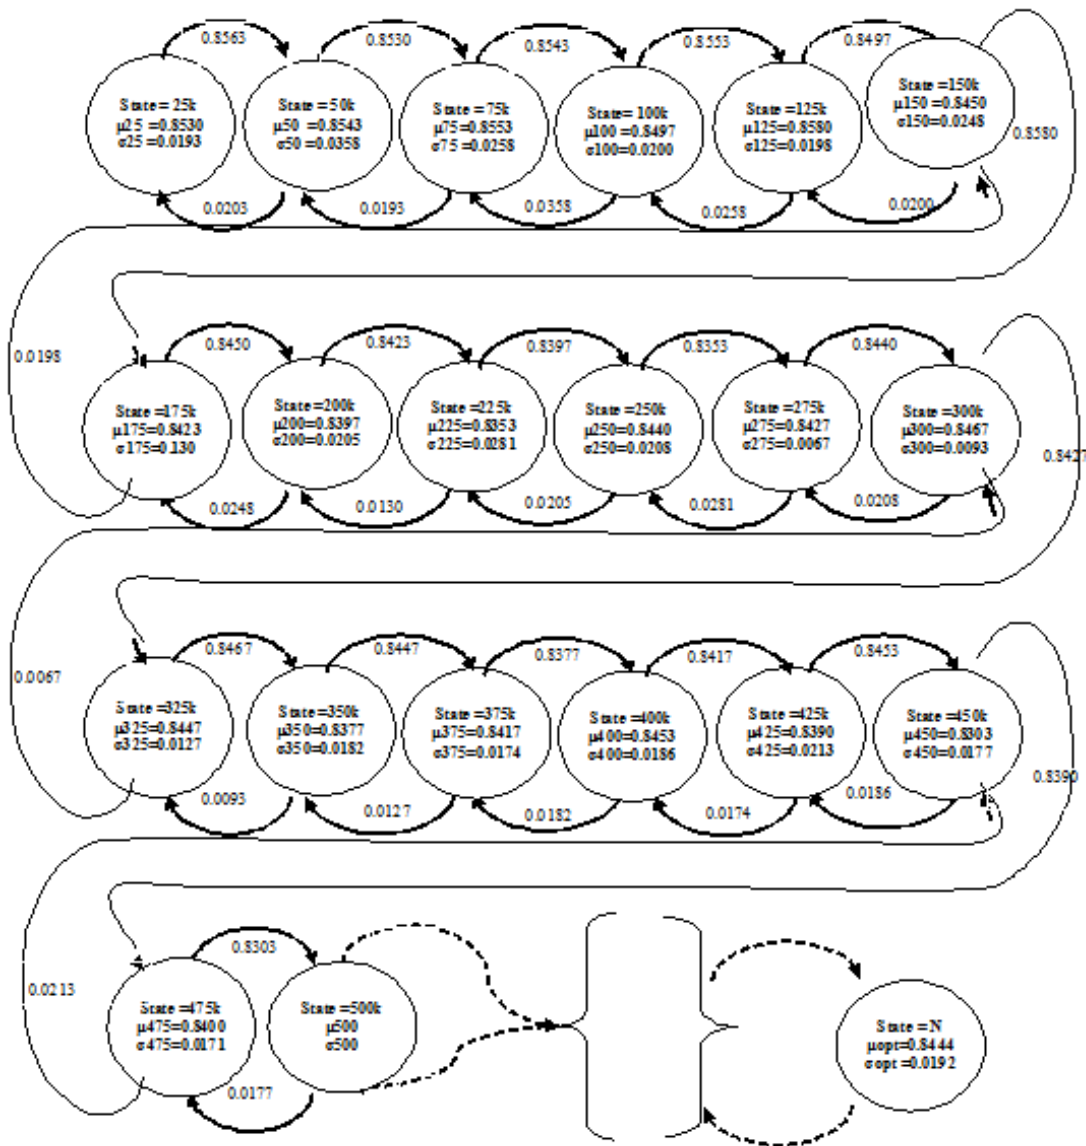 0.8563
0.8530
0.8543
0.8553
0.8497
State = 25k
µ25 =0.8530
σ25 =0.0193
State = 50k
µ50 =0.8543
σ50 =0.0358
State = 75k
µ75=0.8553
σ75 =0.0258
State = 100k
µ100 =0.8497
σ100=0.0200
State = 125k
µ125=0.8580
σ125=0.0198
State = 150k
µ150 =0.8450
σ150=0.0248
0.8580
0.0203
0.0193
0.0358
0.0258
0.0200
0.0198
0.8450
0.8423
0.8397
0.8353
0.8440
State =175k
µ175=0.8423
σ175=0.130
State =200k
µ200=0.8397
σ200=0.0205
State =225k
µ225=0.8353
σ225=0.0281
State =250k
µ250=0.8440
σ250=0.0208
State =275k
µ275=0.8427
σ275=0.0067
State =300k
µ300=0.8467
σ300=0.0093
0.8427
0.0248
0.0130
0.0205
0.0281
0.0208
0.0067
0.8467
0.8447
0.8377
0.8417
0.8453
State =325k
µ325=0.8447
σ325=0.0127
State =350k
µ350=0.8377
σ350=0.0182
State =375k
µ375=0.8417
σ375=0.0174
State =400k
µ400=0.8453
σ400=0.0186
State =425k
µ425=0.8390
σ425=0.0213
State =450k
µ450=0.8303
σ450=0.0177
0.8390
0.0093
0.0127
0.0182
0.0174
0.0186
0.0213
0.8303
State =475k
µ475=0.8400
σ475=0.0171
State =500k
µ500
σ500
State = N
µopt=0.8444
σopt=0.0192
0.0177